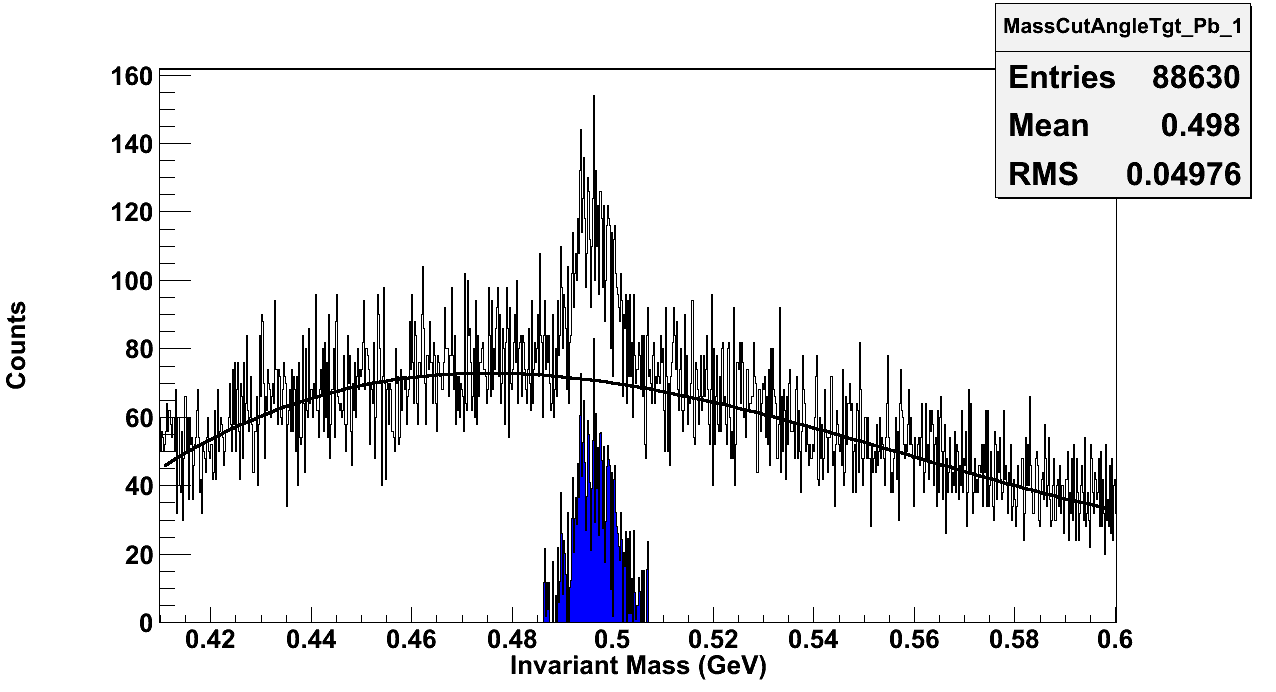 MassCutAngleTgt_Pb_1
Entries 88630
Mean 0.498
RMS 0.04976
160
140
120
100
80
60
40
20
0
Counts
0.42 0.44 0.46 0.48 0.5 0.52 0.54 0.56 0.58 0.6
Invariant Mass (GeV)